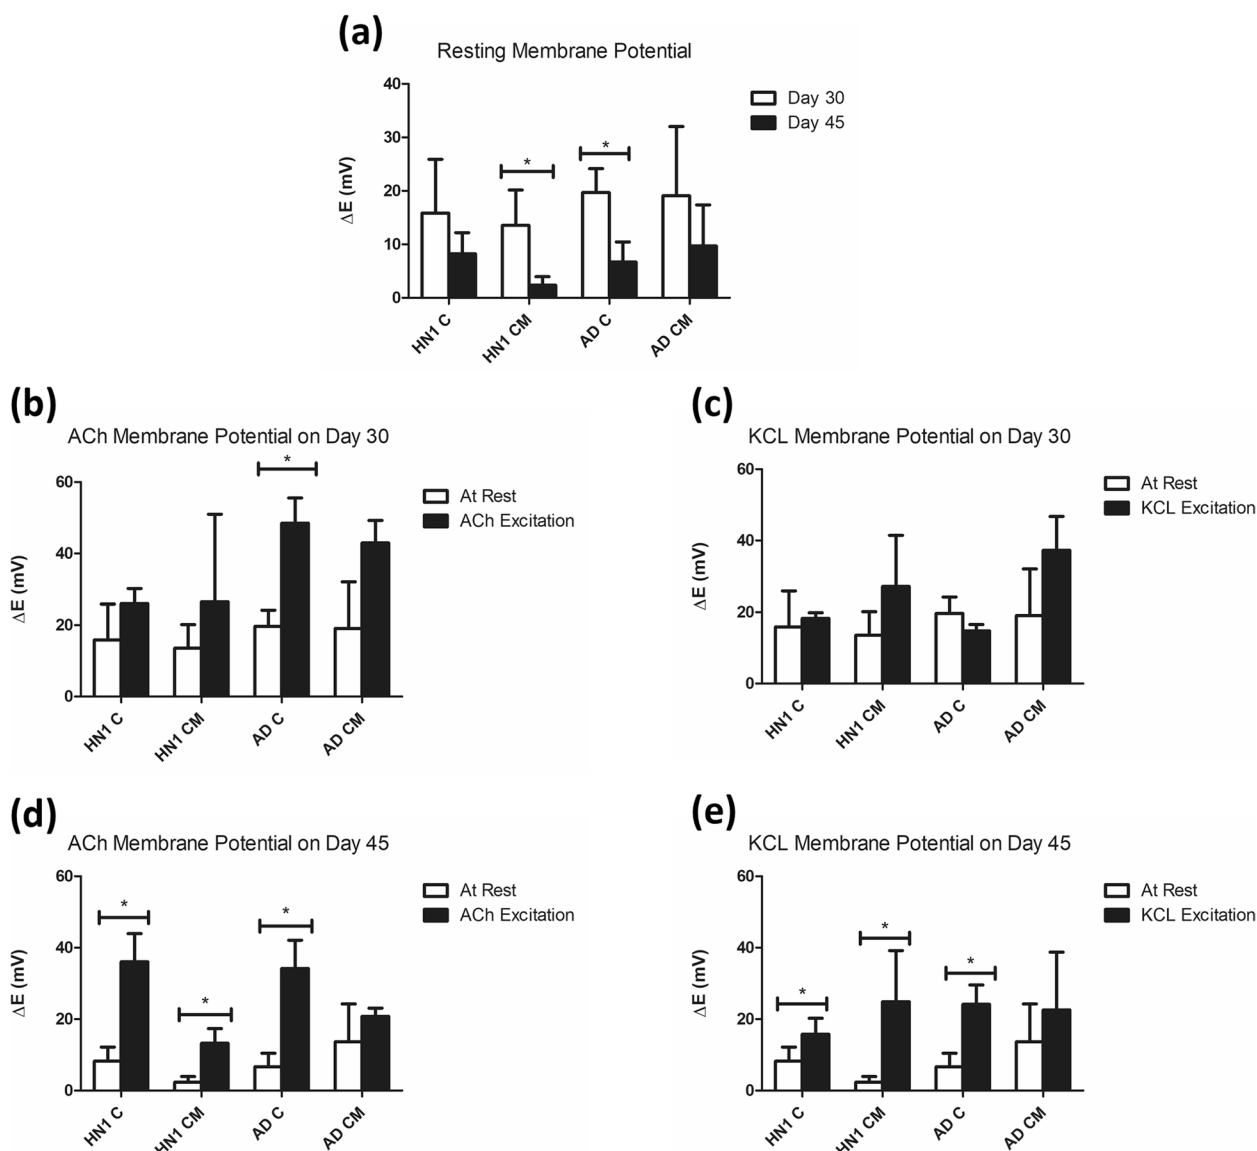 (a)
Resting Membrane Potential
40
30
20
10
0
ΔE (mV)
Day 30
Day 45
*
*
HN1 C
HN1 CM
AD C
AD CM
(b)
ACh Membrane Potential on Day 30
60
40
20
0
ΔE (mV)
At Rest
ACh Excitation
*
HN1 C
HN1 CM
AD C
AD CM
(c)
KCL Membrane Potential on Day 30
60
40
20
0
ΔE (mV)
At Rest
KCL Excitation
HN1 C
HN1 CM
AD C
AD CM
(d)
ACh Membrane Potential on Day 45
60
40
20
0
ΔE (mV)
At Rest
ACh Excitation
*
*
*
HN1 C
HN1 CM
AD C
AD CM
(e)
KCL Membrane Potential on Day 45
60
40
20
0
ΔE (mV)
At Rest
KCL Excitation
*
*
*
HN1 C
HN1 CM
AD C
AD CM